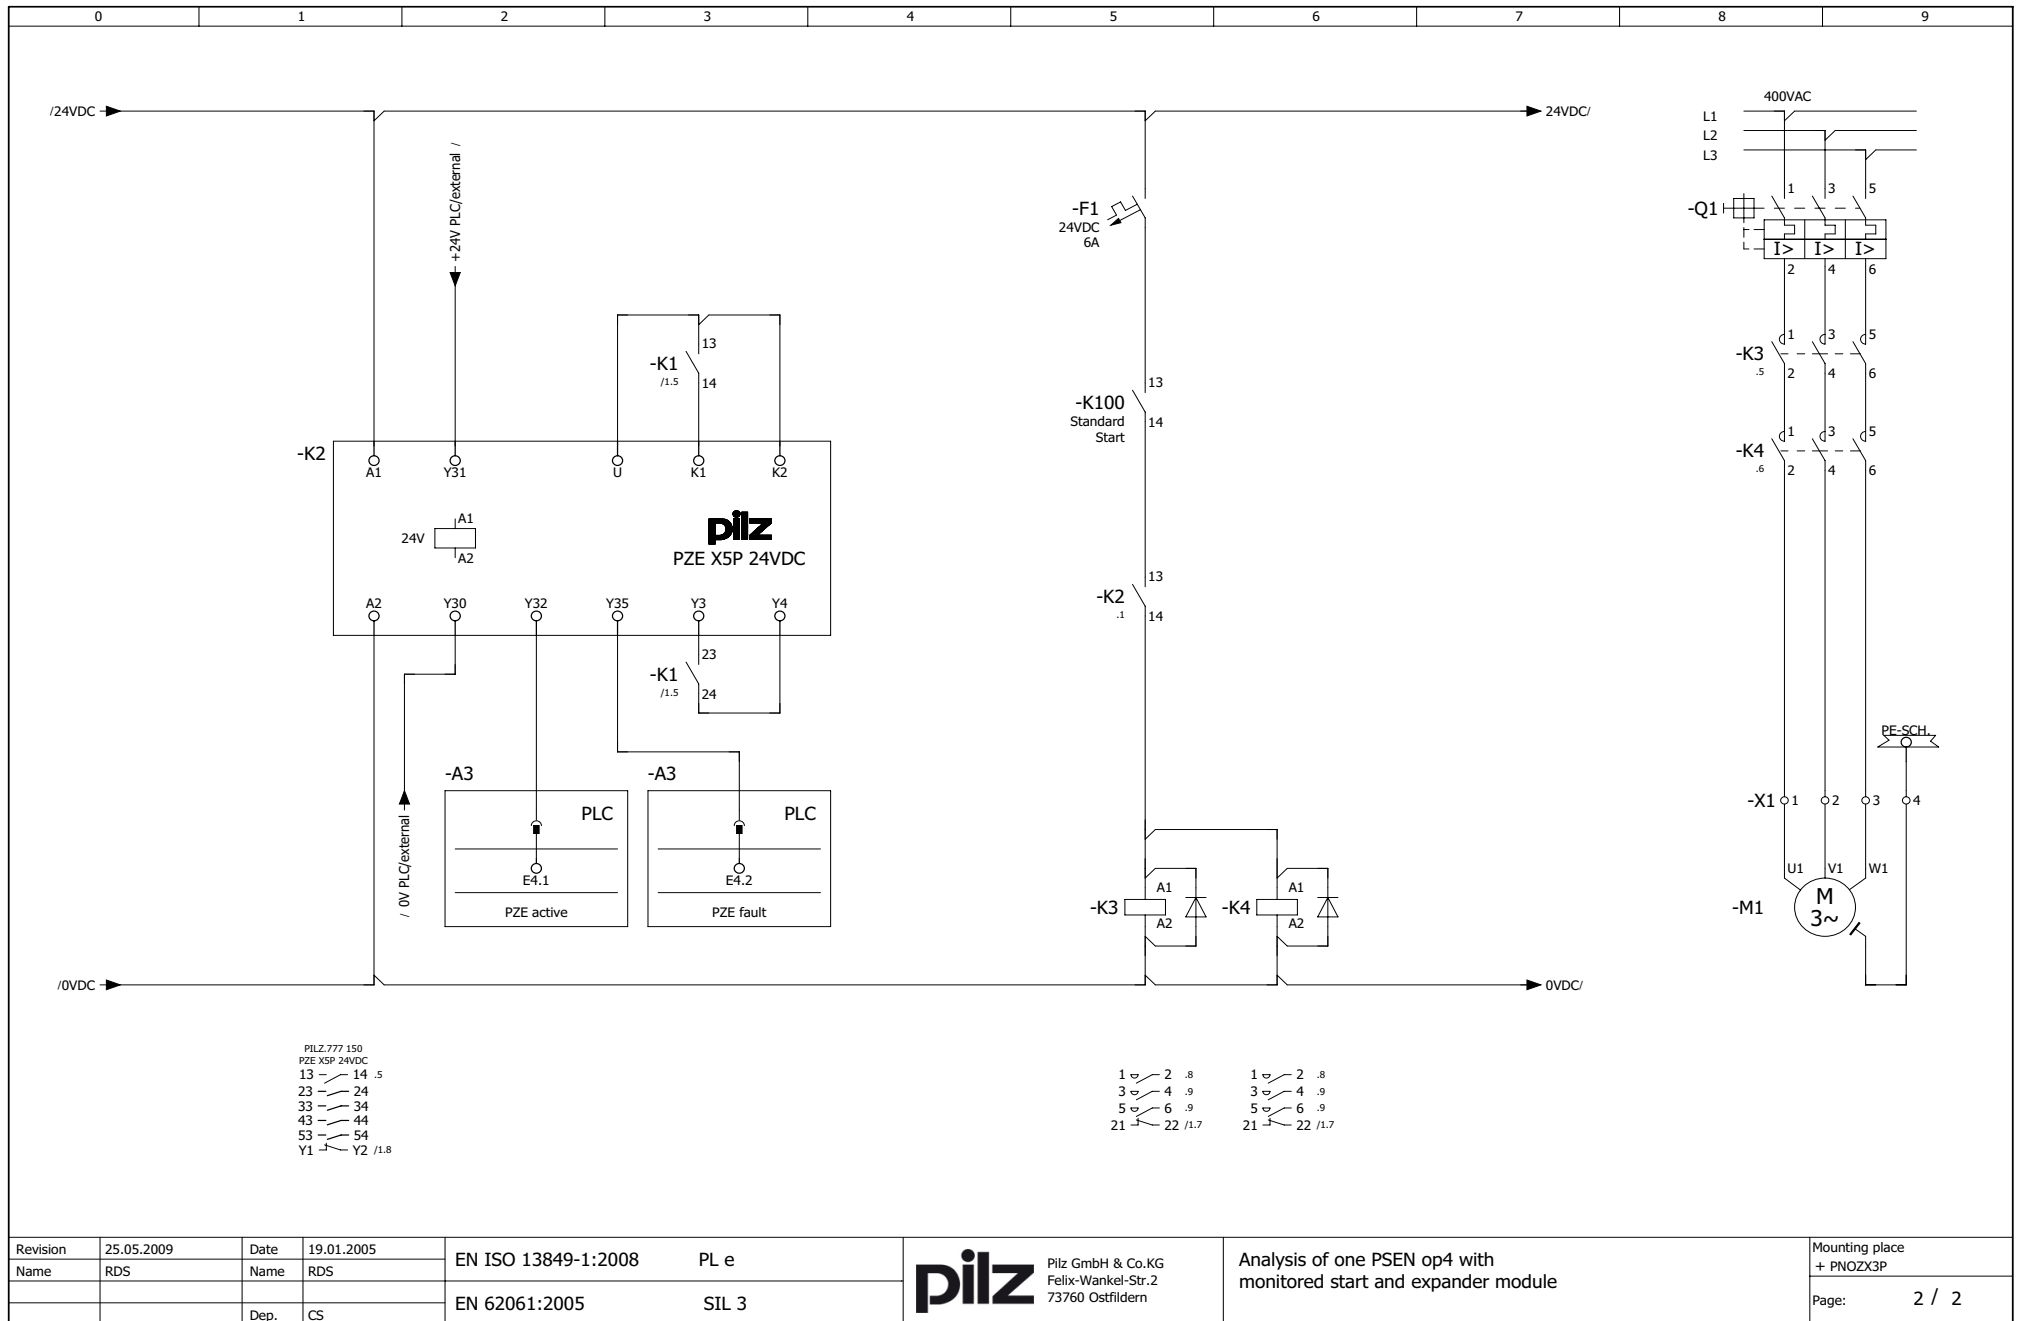 0 1 2 3 4 5 6 7 8 9
400VAC
/24VDC
24VDC/
L1
L2
L3
+24V PLC/external /
-F1
24VDC
6A
-Q1
1 3 5
I> I> I>
2 4 6
-K1
/1.5
13
14
-K3
.5
1 3 5
2 4 6
-K100
Standard
Start
13
14
-K4
.6
1 3 5
2 4 6
-K2
A1 Y31 U K1 K2
24V
A1
A2
pilz
PZE X5P 24VDC
A2 Y30 Y32 Y35 Y3 Y4
-K2
.1
13
14
-K1
/1.5
23
24
/ 0V PLC/external
-A3
PLC
E4.1
PZE active
-A3
PLC
E4.2
PZE fault
PE-SCH.
-X1 1 2 3 4
U1 V1 W1
-M1
M
3~
-K3
A1
A2
-K4
A1
A2
/0VDC
0VDC/
PILZ.777 150
PZE X5P 24VDC
13 14 .5
23 24
33 34
43 44
53 54
Y1 Y2 /1.8
1 2 .8
3 4 .9
5 6 .9
21 22 /1.7
1 2 .8
3 4 .9
5 6 .9
21 22 /1.7
Revision 25.05.2009 Date 19.01.2005
Name RDS Name RDS
Dep. CS
EN ISO 13849-1:2008 PL e
EN 62061:2005 SIL 3
pilz
Pilz GmbH & Co.KG
Felix-Wankel-Str.2
73760 Ostfildern
Analysis of one PSEN op4 with
monitored start and expander module
Mounting place
+ PNOZX3P
Page: 2 / 2